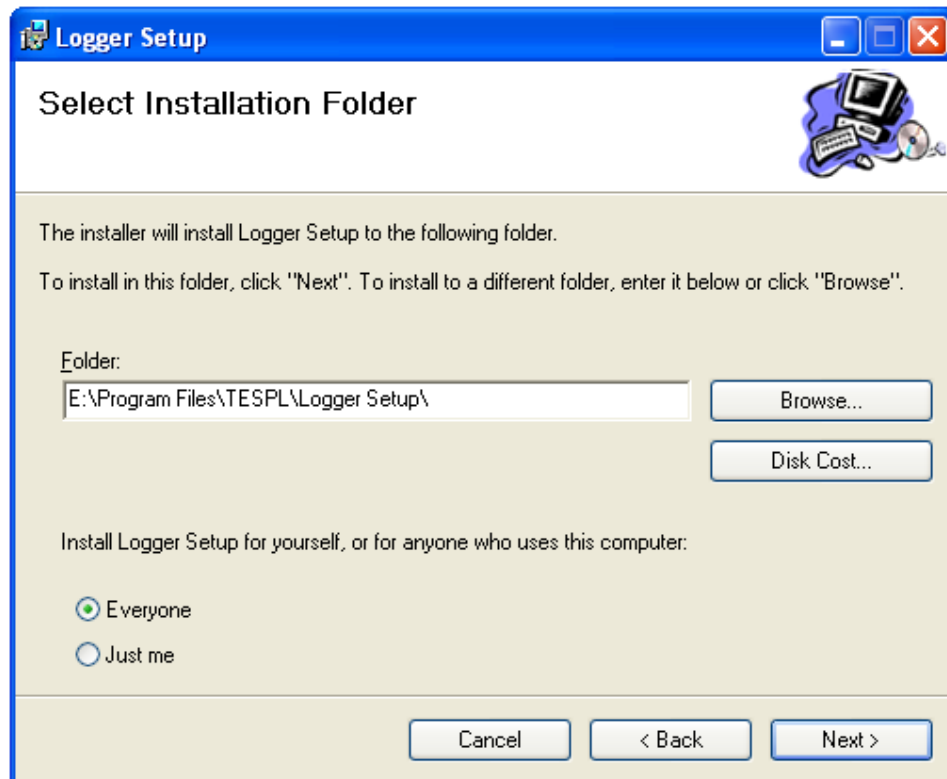 Logger Setup
Select Installation Folder
The installer will install Logger Setup to the following folder.
To install in this folder, click "Next". To install to a different folder, enter it below or click "Browse".
Folder:
E:\Program Files\TESPL\Logger Setup\
Browse...
Disk Cost...
Install Logger Setup for yourself, or for anyone who uses this computer:
Everyone
Just me
Cancel
< Back
Next >